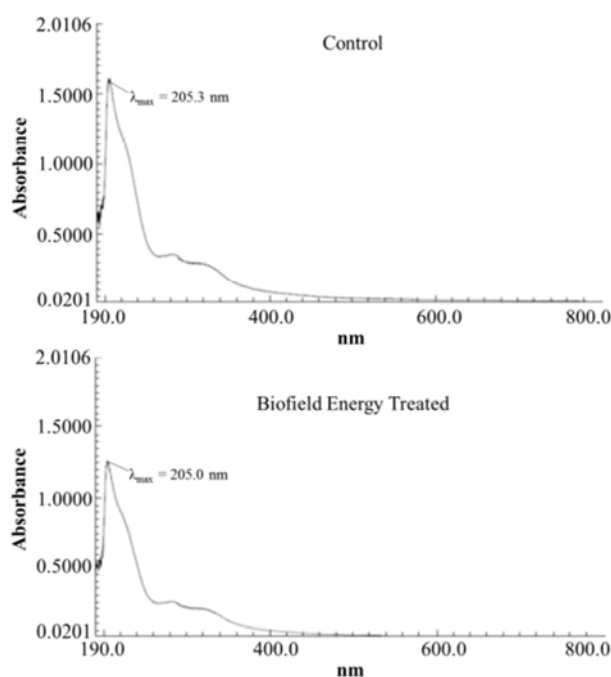 2.0106
Control
1.5000
λmax = 205.3 nm
1.0000
Absorbance
0.5000
0.0201
190.0 400.0 600.0 800.0
nm
2.0106
Biofield Energy Treated
1.5000
λmax = 205.0 nm
1.0000
Absorbance
0.5000
0.0201
190.0 400.0 600.0 800.0
nm